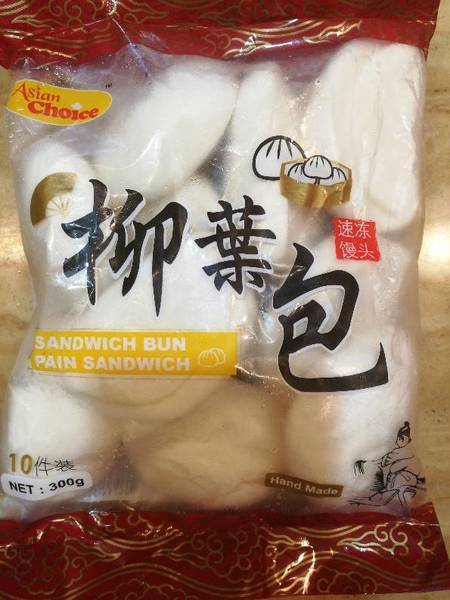 Asian
Choice™
柳葉包
速冻
馒头
SANDWICH BUN
PAIN SANDWICH
10件装
NET : 300g
Hand Made